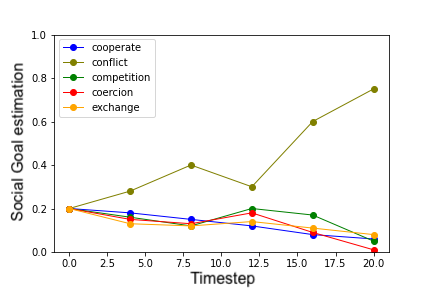 1.0
0.8
0.6
0.4
0.2
0.0
Social Goal estimation
cooperate
conflict
competition
coercion
exchange
0.0 2.5 5.0 7.5 10.0 12.5 15.0 17.5 20.0
Timestep